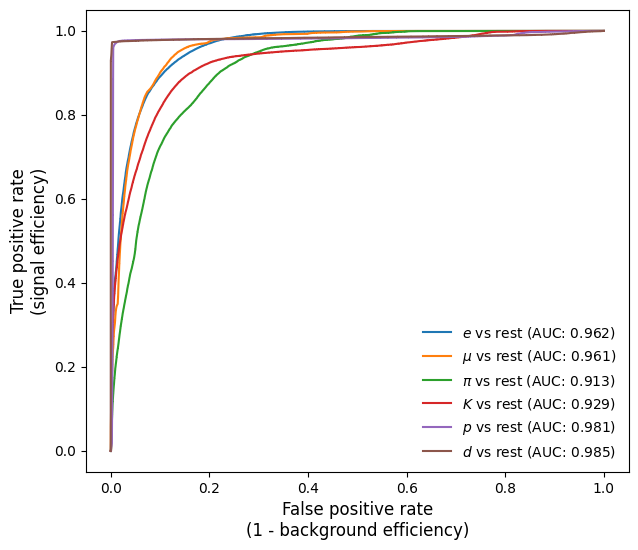 1.0
0.8
0.6
0.4
0.2
0.0
True positive rate
(signal efficiency)
e vs rest (AUC: 0.962)
μ vs rest (AUC: 0.961)
π vs rest (AUC: 0.913)
K vs rest (AUC: 0.929)
p vs rest (AUC: 0.981)
d vs rest (AUC: 0.985)
0.0 0.2 0.4 0.6 0.8 1.0
False positive rate
(1 - background efficiency)